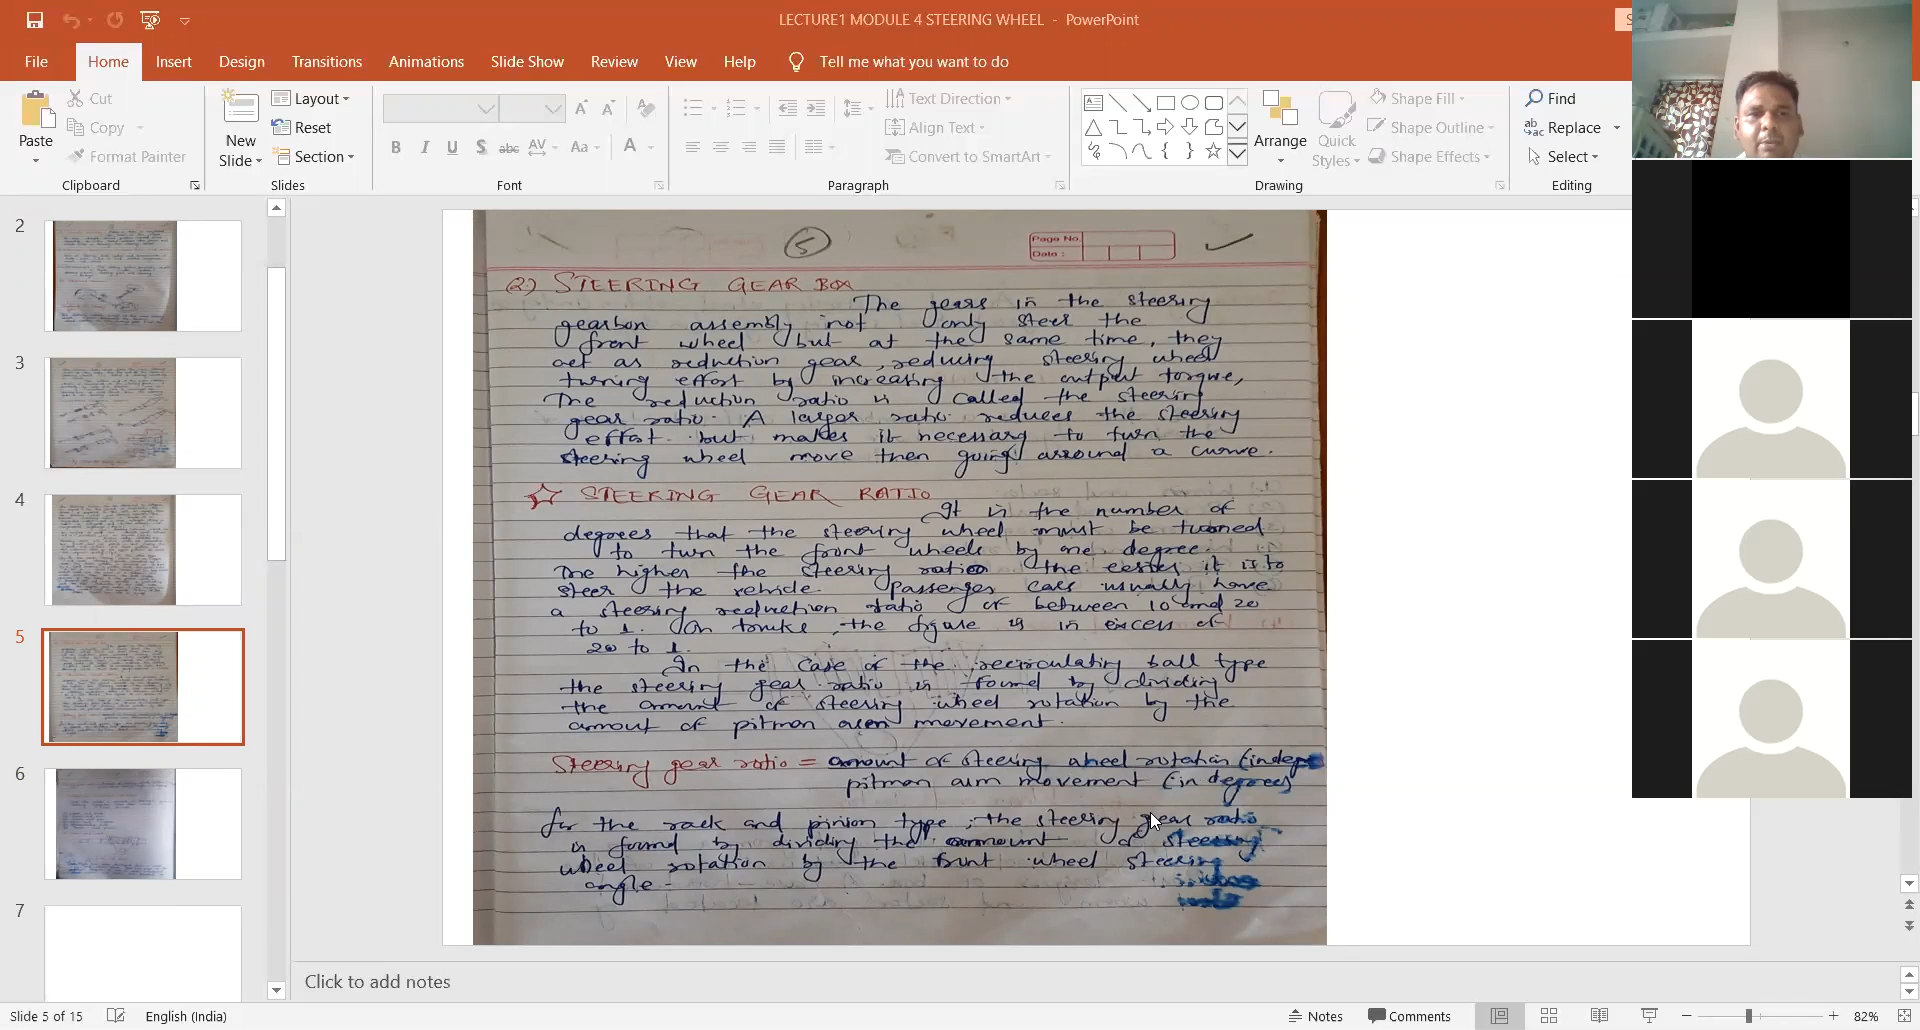 LECTURE1 MODULE 4 STEERING WHEEL - PowerPoint
File Home Insert Design Transitions Animations Slide Show Review View Help Tell me what you want to do
Paste Cut Copy Format Painter Clipboard
New Slide Layout Reset Section Slides
Aa A Font
Text Direction Align Text Convert to SmartArt Paragraph
Arrange Quick Styles Shape Fill Shape Outline Shape Effects Drawing
Find Replace Select Editing
2
3
4
5
6
7
5 Page No. Date :
(2.) STEERING GEAR BOX
The gears in the steering
gearbon assembly not only steer the
front wheel but at the same time, they
act as reduction gear, reducing steering wheel
turning effort by increasing the output torque,
The reduction ratio is called the steering
gear ratio. A larger ratio reduces the steering
effort. but makes it necessary to turn the
steering wheel move then going around a curve.
☆ STEERING GEAR RATIO
It is the number of
degrees that the steering wheel must be turned
to turn the front wheels by one degree.
The higher the steering ratio the easier it is to
steer the vehicle. Passenger cars usually have
a steering reduction ratio of between 10 and 20
to 1. On trucks, the figure is in excess of
20 to 1.
In the case of the recirculating ball type
the steering gear ratio is found by dividing
the amount of steering wheel rotation by the
amout of pitman arm movement.
Steering gear ratio = amount of steering wheel rotation (in
pitman arm movement (in degrees)
for the rack and pinion type, the steering gear ratio
is found by dividing the ammount of steering
wheel rotation by the front wheel steering
angle.
Click to add notes
Slide 5 of 15 English (India) Notes Comments 82%